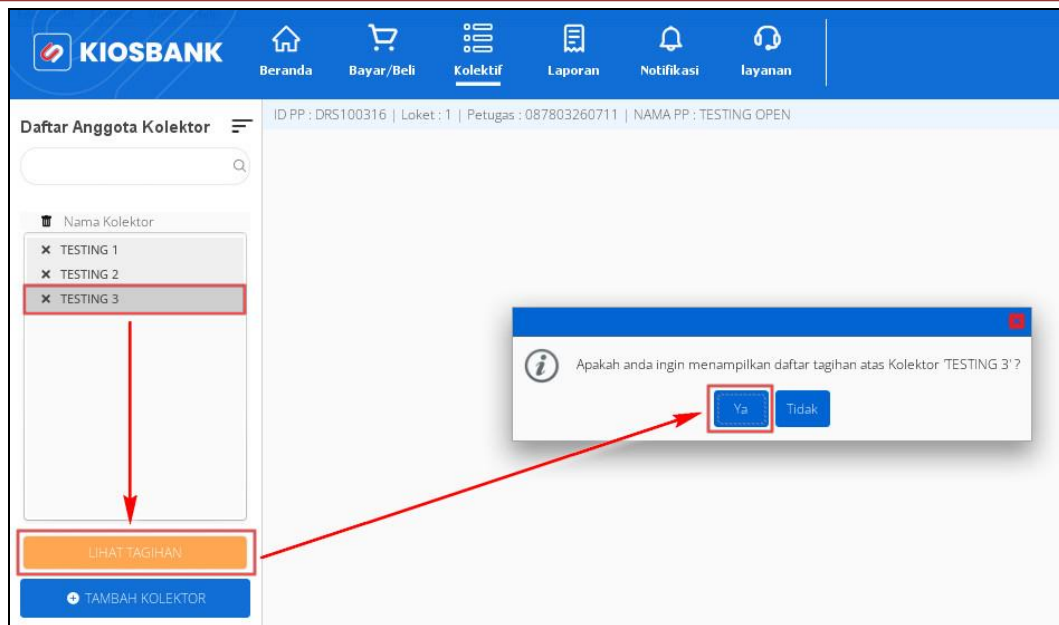 KIOSBANK
Beranda
Bayar/Beli
Kolektif
Laporan
Notifikasi
layanan
ID PP : DRS100316 | Loket : 1 | Petugas : 087803260711 | NAMA PP : TESTING OPEN
Daftar Anggota Kolektor
Nama Kolektor
TESTING 1
TESTING 2
TESTING 3
Apakah anda ingin menampilkan daftar tagihan atas Kolektor 'TESTING 3' ?
Ya
Tidak
LIHAT TAGIHAN
TAMBAH KOLEKTOR